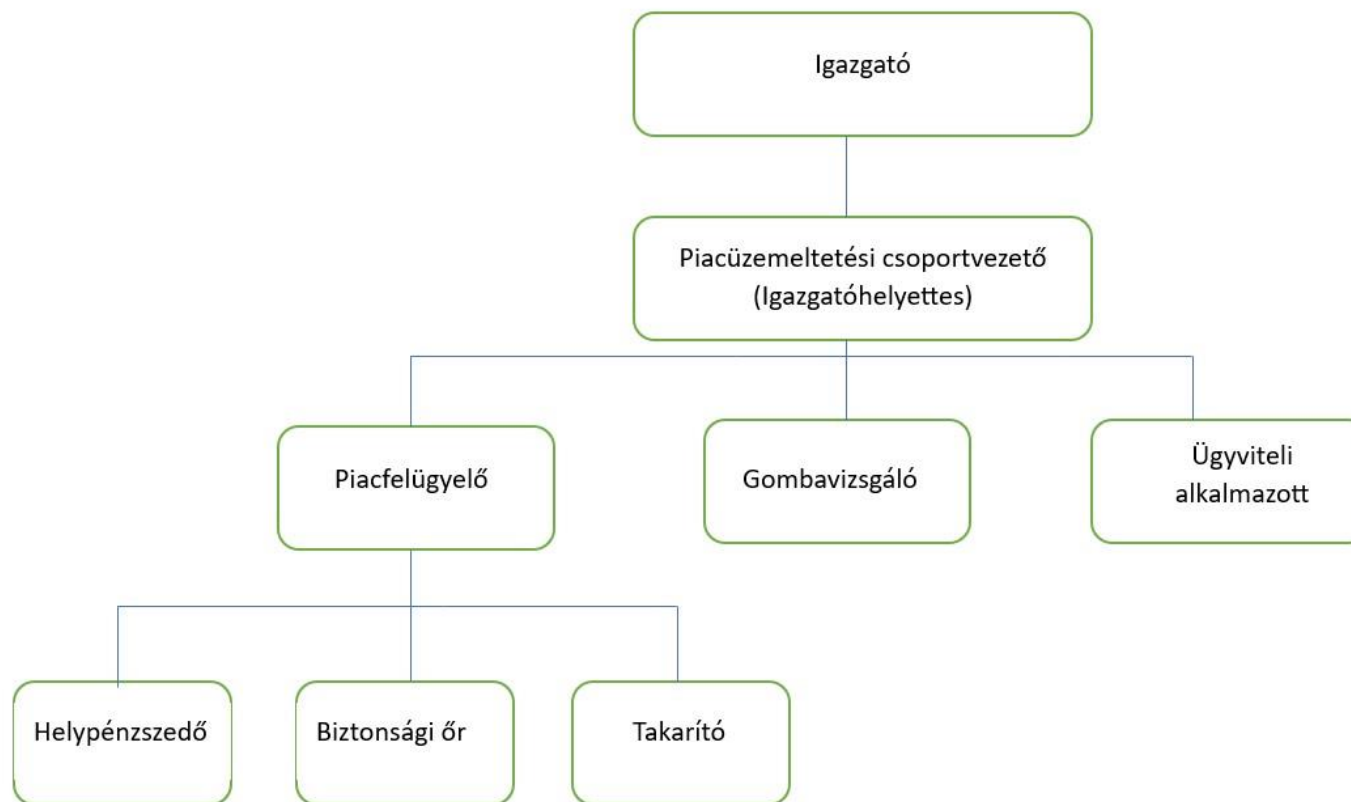 Igazgató
Piacüzemeltetési csoportvezető
(Igazgatóhelyettes)
Piacfelügyelő
Gombavizsgáló
Ügyviteli
alkalmazott
Helypénzszedő
Biztonsági őr
Takarító